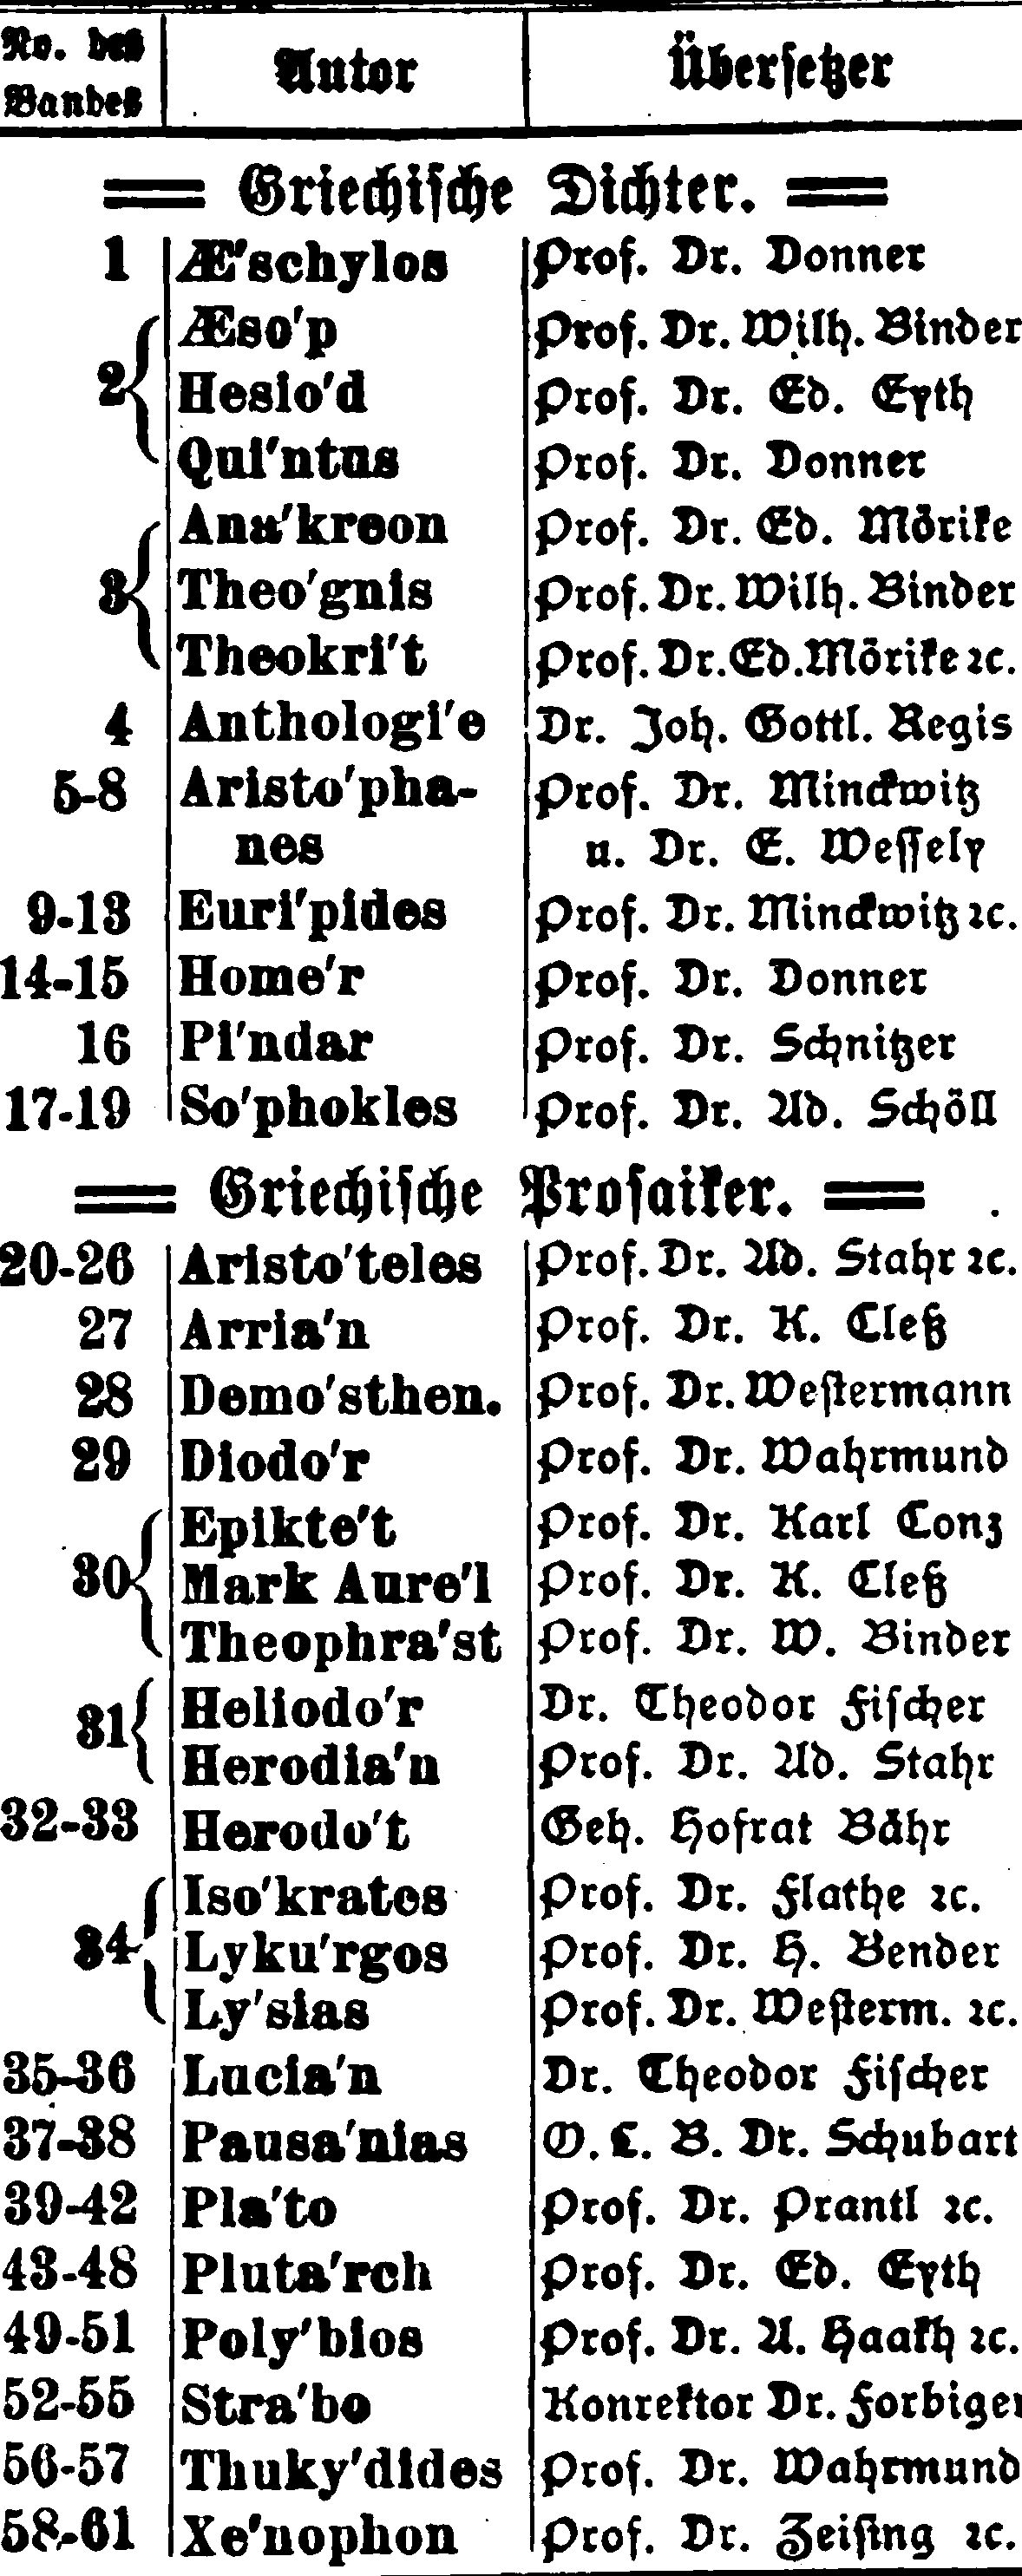 No. des Bandes | Autor | Übersetzer
Griechische Dichter.
1 Æ'schylos Prof. Dr. Donner
Æso'p Prof. Dr. Wilh. Binder
2 Hesio'd Prof. Dr. Ed. Eyth
Qui'ntus Prof. Dr. Donner
Ana'kreon Prof. Dr. Ed. Mörike
3 Theo'gnis Prof. Dr. Wilh. Binder
Theokri't Prof. Dr. Ed. Mörike ꝛc.
4 Anthologi'e Dr. Joh. Gottl. Regis
5-8 Aristo'pha- Prof. Dr. Minckwitz
nes u. Dr. E. Wessely
9-13 Euri'pides Prof. Dr. Minckwitz ꝛc.
14-15 Home'r Prof. Dr. Donner
16 Pi'ndar Prof. Dr. Schnitzer
17-19 So'phokles Prof. Dr. Ad. Schöll
Griechische Prosaiker.
20-26 Aristo'teles Prof. Dr. Ad. Stahr ꝛc.
27 Arria'n Prof. Dr. K. Cleß
28 Demo'sthen. Prof. Dr. Westermann
29 Diodo'r Prof. Dr. Wahrmund
Epikte't Prof. Dr. Karl Conz
30 Mark Aure'l Prof. Dr. K. Cleß
Theophra'st Prof. Dr. W. Binder
31 Heliodo'r Dr. Theodor Fischer
Herodia'n Prof. Dr. Ad. Stahr
32-33 Herodo't Geh. Hofrat Bähr
Iso'krates Prof. Dr. Flathe ꝛc.
34 Lyku'rgos Prof. Dr. H. Bender
Ly'sias Prof. Dr. Westerm. ꝛc.
35-36 Lucia'n Dr. Theodor Fischer
37-38 Pausa'nias O. L. B. Dr. Schubart
39-42 Pla'to Prof. Dr. Prantl ꝛc.
43-48 Pluta'rch Prof. Dr. Ed. Eyth
49-51 Poly'bios Prof. Dr. A. Haakh ꝛc.
52-55 Stra'bo Konrektor Dr. Forbiger
56-57 Thuky'dides Prof. Dr. Wahrmund
58-61 Xe'nophon Prof. Dr. Zeising ꝛc.